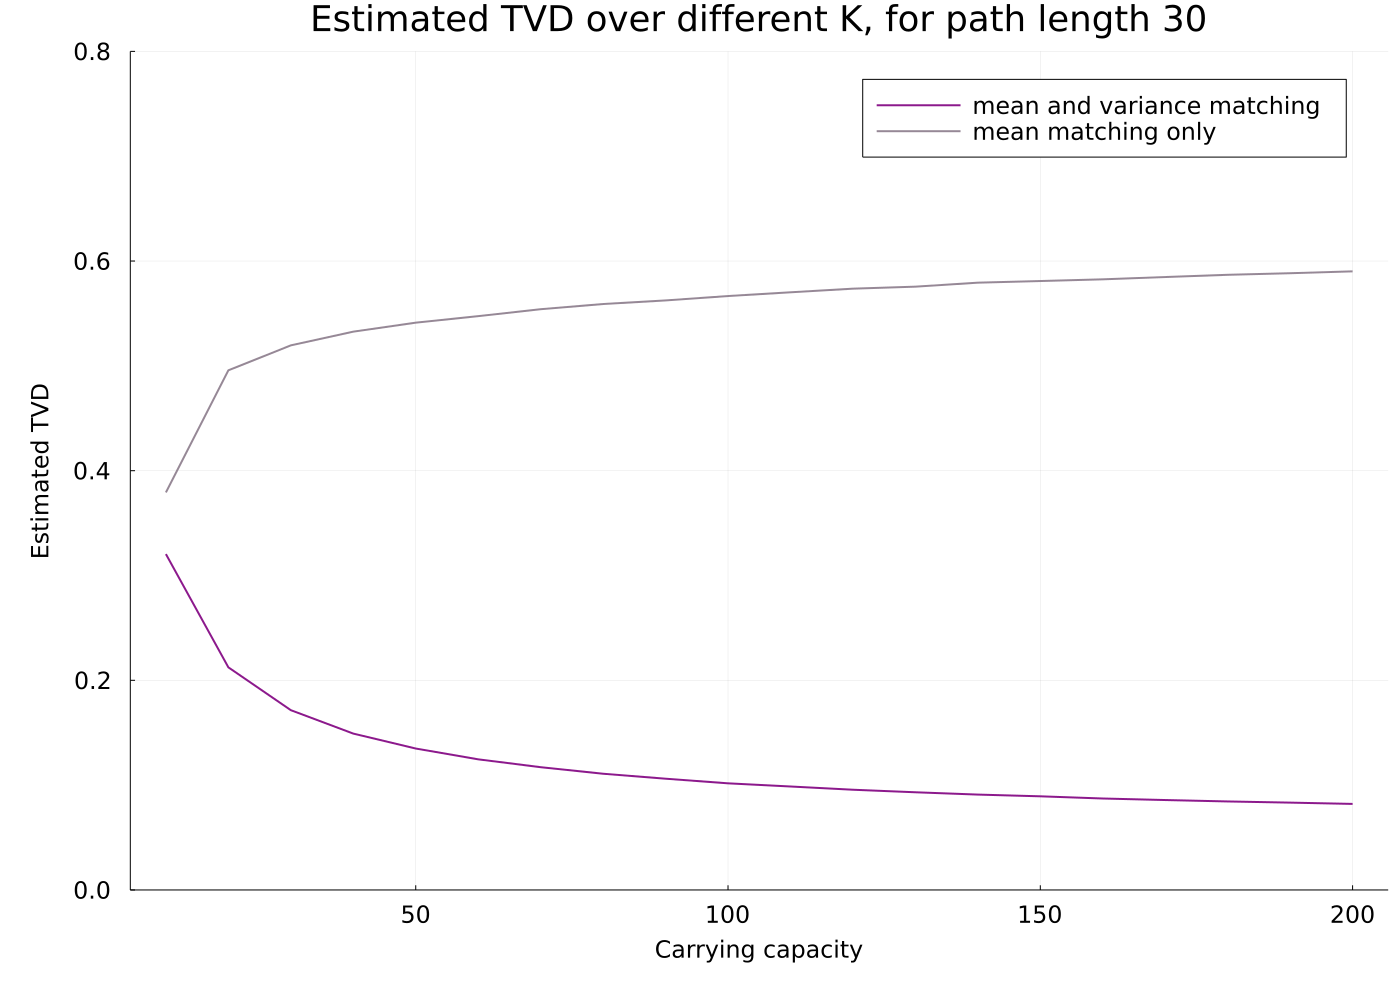 Estimated TVD over different K, for path length 30
0.8
0.6
0.4
0.2
0.0
Estimated TVD
mean and variance matching
mean matching only
50 100 150 200
Carrying capacity